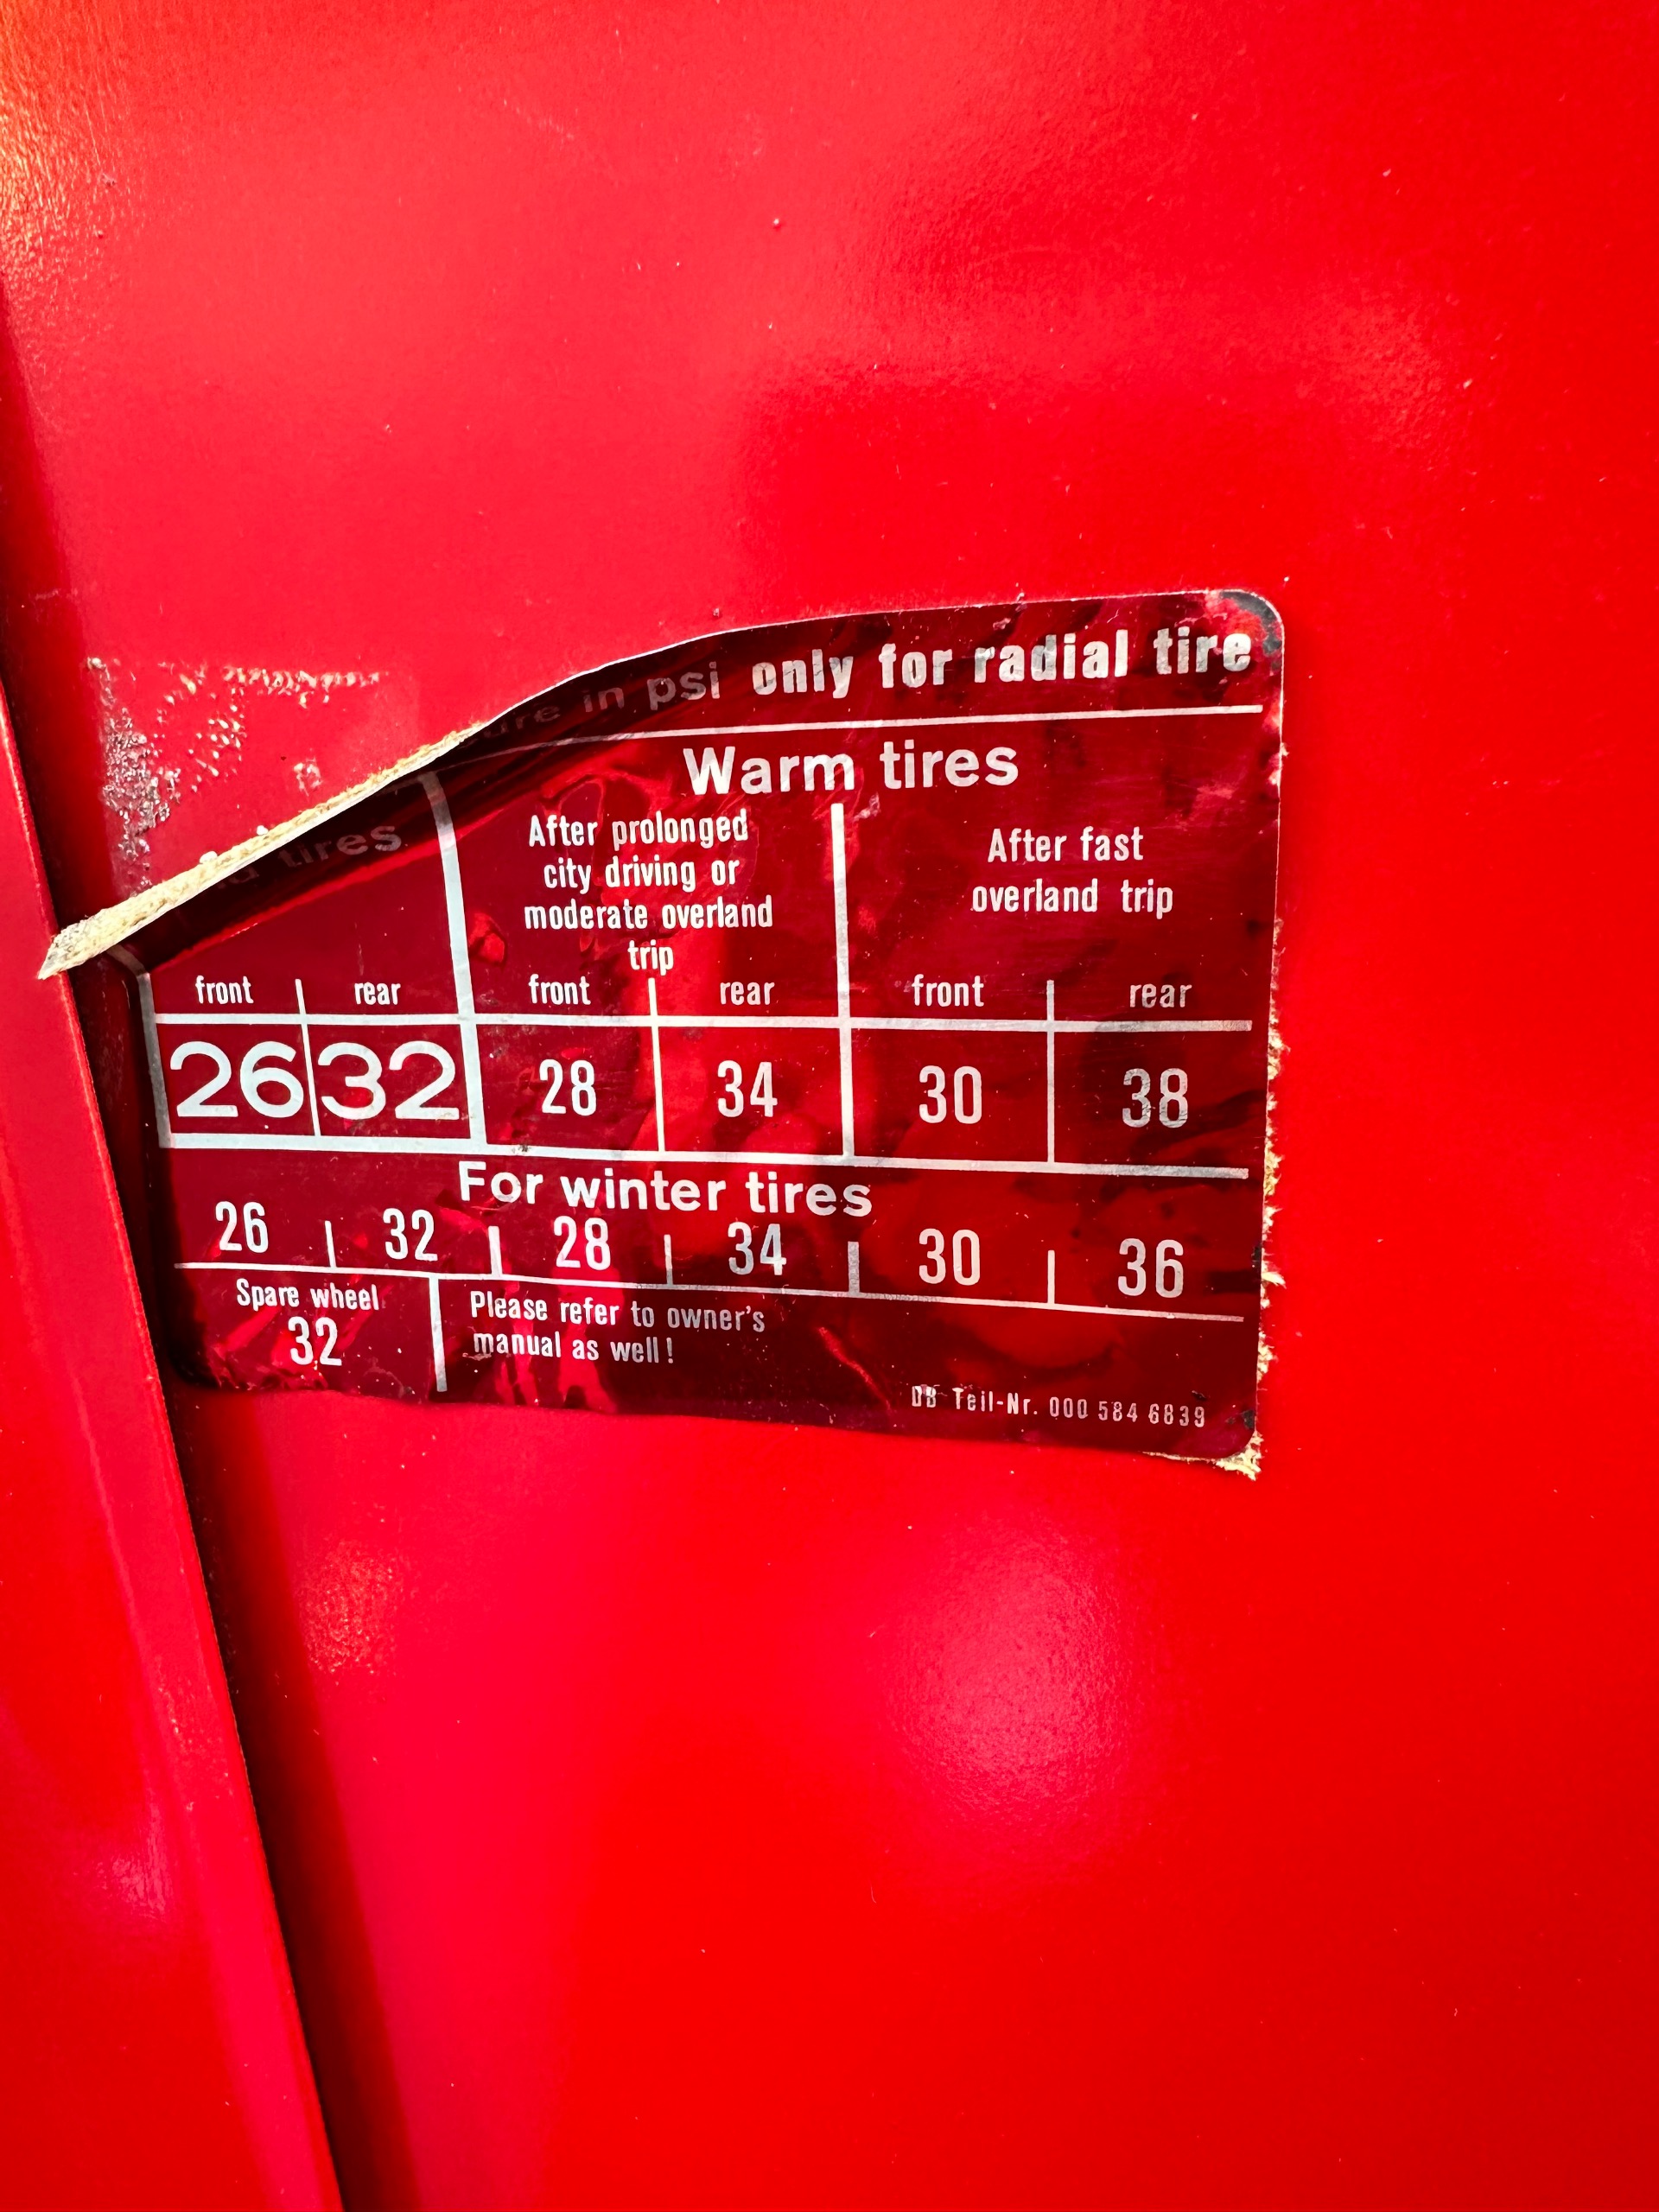 in psi only for radial tire
Warm tires
tires
After prolonged
city driving or
moderate overland
trip
After fast
overland trip
front rear front rear front rear
26 32 28 34 30 38
For winter tires
26 32 28 34 30 36
Spare wheel
32
Please refer to owner's
manual as well!
DB Teil-Nr. 000 584 6839